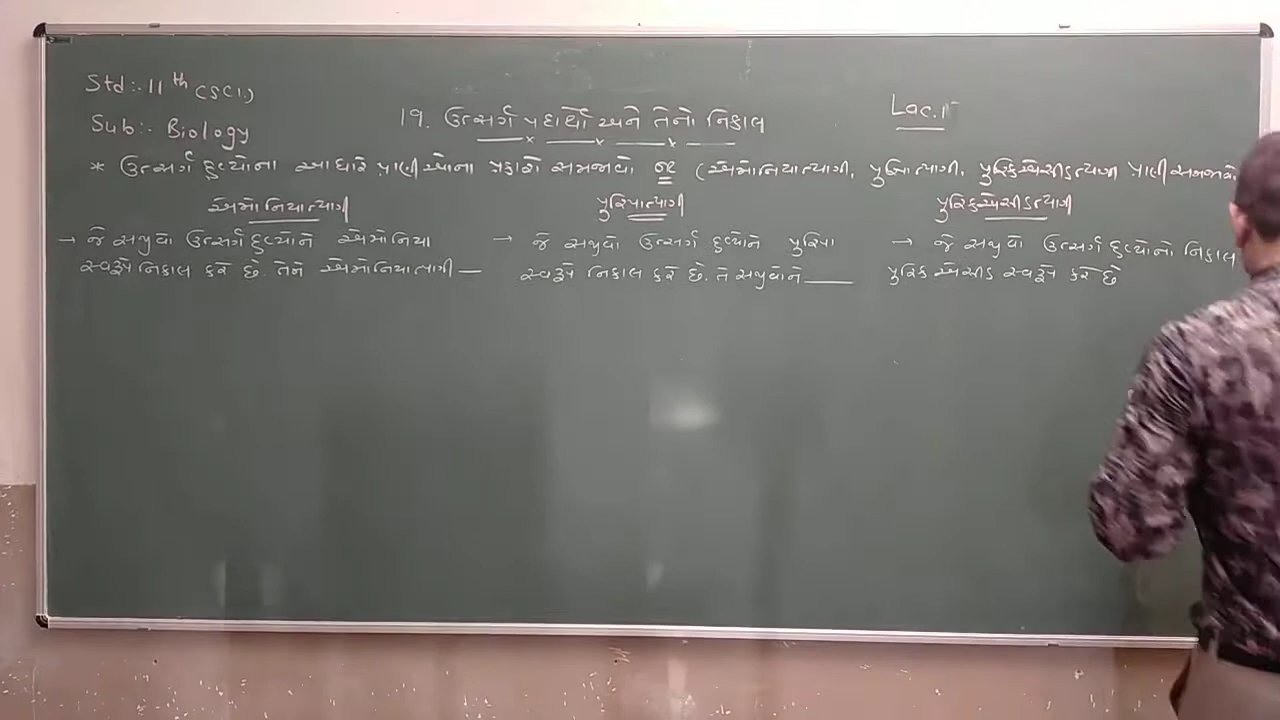 Std :- 11th (SCI.)
Sub :- Biology
19. ઉત્સર્ગ પદાર્થો અને તેનો નિકાલ
Lec. 1
* ઉત્સર્ગ દ્રવ્યોના આધારે પ્રાણીઓના પ્રકારો સમજાવો (એમોનિયાત્યાગી, યુરિયાત્યાગી, યુરિકએસીડત્યાગી પ્રાણી સમજાવો.
એમોનિયાત્યાગી
→ જે સજીવો ઉત્સર્ગ દ્રવ્યોને એમોનિયા
સ્વરૂપે નિકાલ કરે છે. તેને એમોનિયાત્યાગી —
યુરિયાત્યાગી
→ જે સજીવો ઉત્સર્ગ દ્રવ્યોને યુરિયા
સ્વરૂપે નિકાલ કરે છે. તે સજીવોને ___
યુરિકએસીડત્યાગી
→ જે સજીવો ઉત્સર્ગ દ્રવ્યોનો નિકાલ
યુરિક એસીડ સ્વરૂપે કરે છે